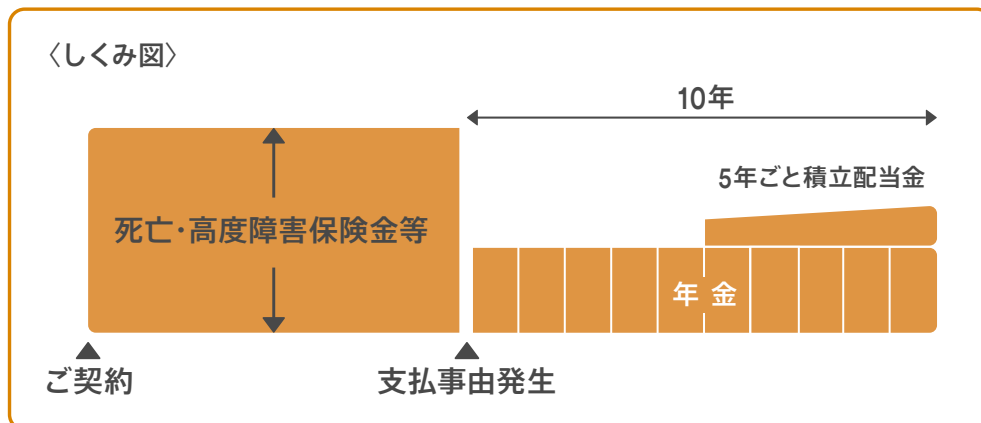 〈しくみ図〉
10年
5年ごと積立配当金
死亡・高度障害保険金等
年金
ご契約
支払事由発生